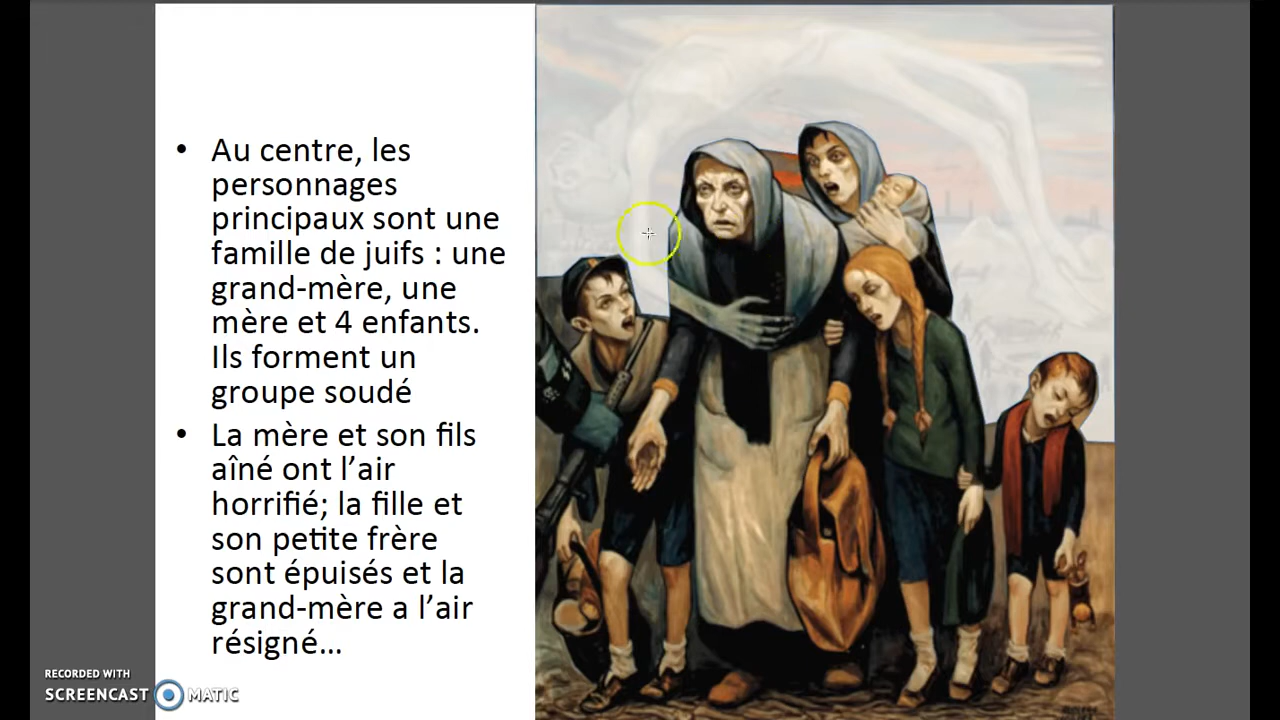 • Au centre, les
personnages
principaux sont une
famille de juifs : une
grand-mère, une
mère et 4 enfants.
Ils forment un
groupe soudé
• La mère et son fils
aîné ont l’air
horrifié; la fille et
son petite frère
sont épuisés et la
grand-mère a l’air
résigné…
RECORDED WITH
SCREENCAST MATIC